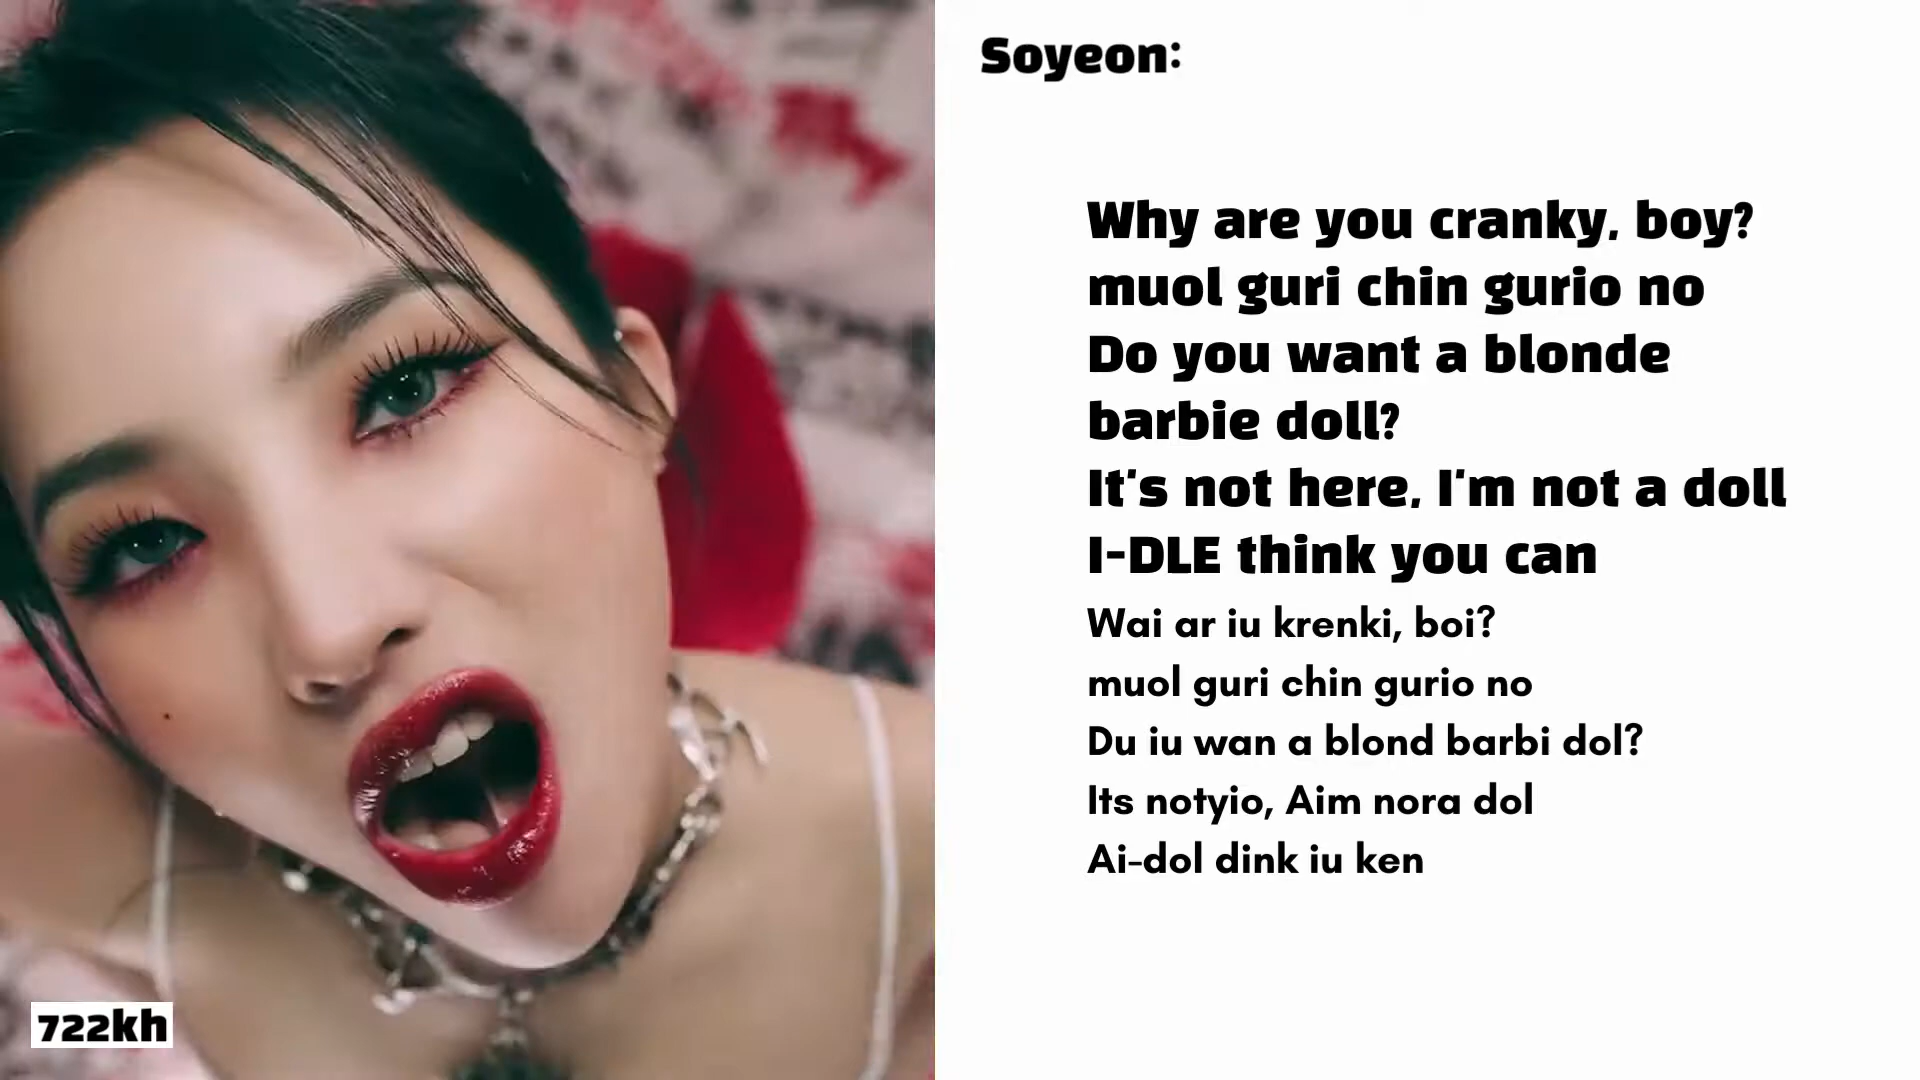 Soyeon:
Why are you cranky, boy?
muol guri chin gurio no
Do you want a blonde
barbie doll?
It's not here, I'm not a doll
I-DLE think you can
Wai ar iu krenki, boi?
muol guri chin gurio no
Du iu wan a blond barbi dol?
Its notyio, Aim nora dol
Ai-dol dink iu ken
722kh